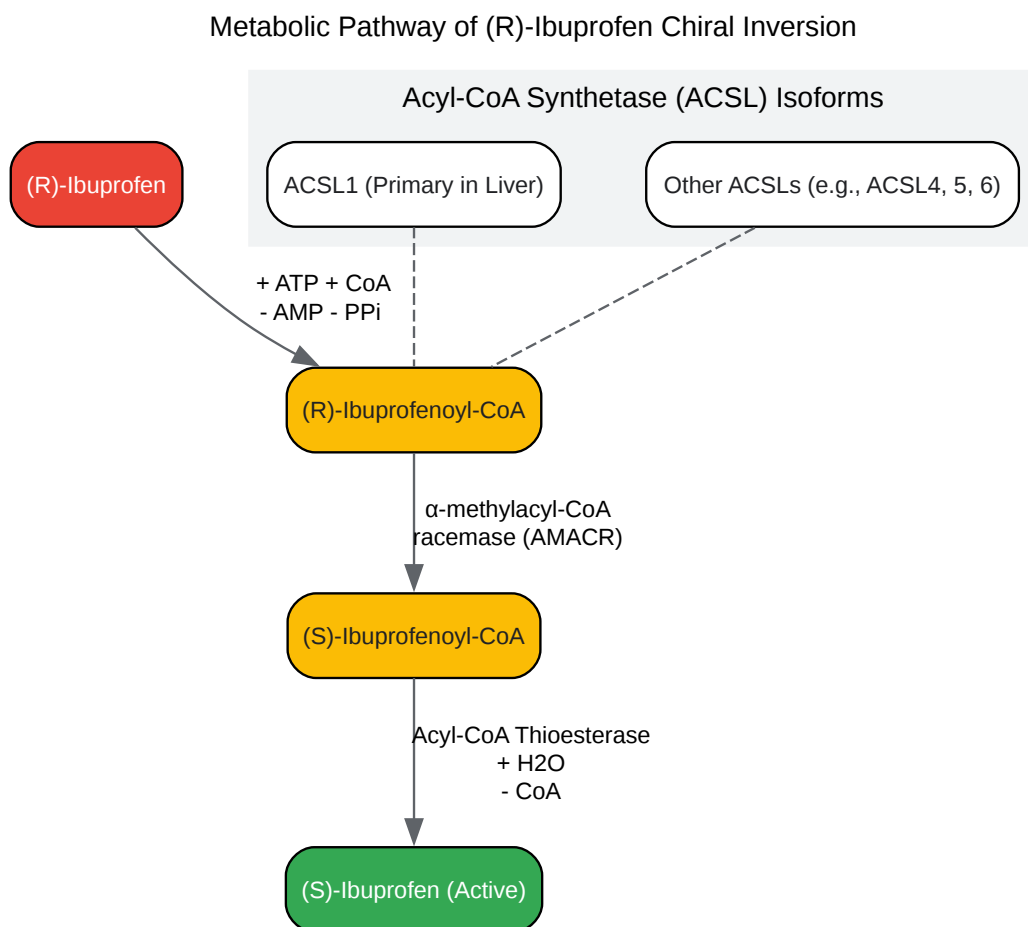 Metabolic Pathway of (R)-Ibuprofen Chiral Inversion
Acyl-CoA Synthetase (ACSL) Isoforms
(R)-Ibuprofen
ACSL1 (Primary in Liver)
Other ACSLs (e.g., ACSL4, 5, 6)
+ ATP + CoA
- AMP - PPi
(R)-Ibuprofenoyl-CoA
α-methylacyl-CoA
racemase (AMACR)
(S)-Ibuprofenoyl-CoA
Acyl-CoA Thioesterase
+ H2O
- CoA
(S)-Ibuprofen (Active)